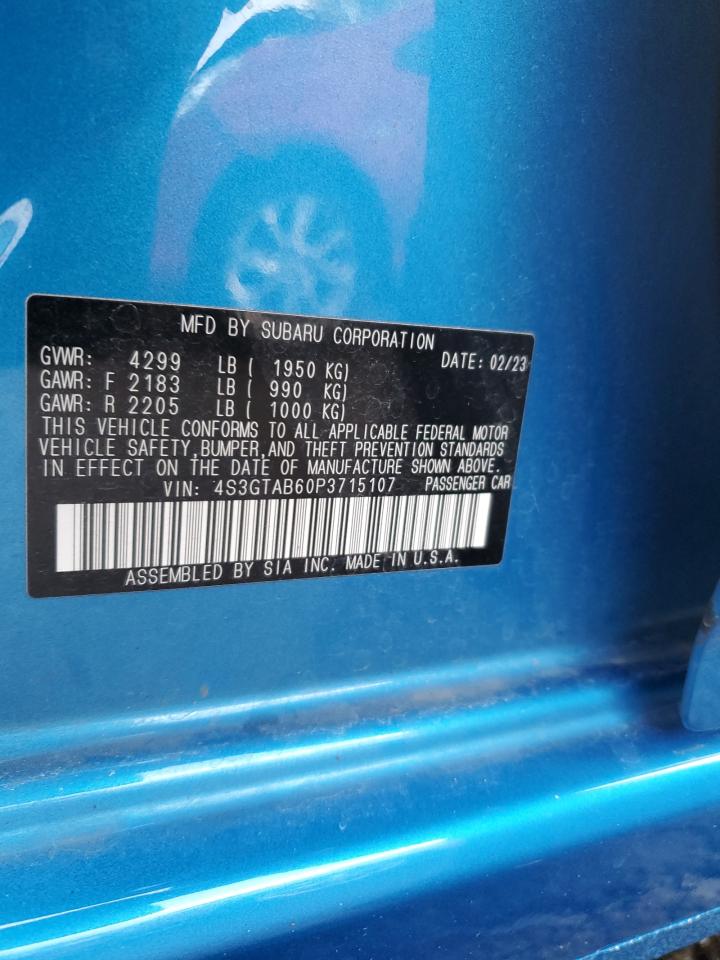 MFD BY SUBARU CORPORATION
GVWR: 4299 LB ( 1950 KG) DATE: 02/23
GAWR: F 2183 LB ( 990 KG)
GAWR: R 2205 LB ( 1000 KG)
THIS VEHICLE CONFORMS TO ALL APPLICABLE FEDERAL MOTOR
VEHICLE SAFETY,BUMPER,AND THEFT PREVENTION STANDARDS
IN EFFECT ON THE DATE OF MANUFACTURE SHOWN ABOVE.
VIN: 4S3GTAB60P3715107 PASSENGER CAR
ASSEMBLED BY SIA INC. MADE IN U.S.A.